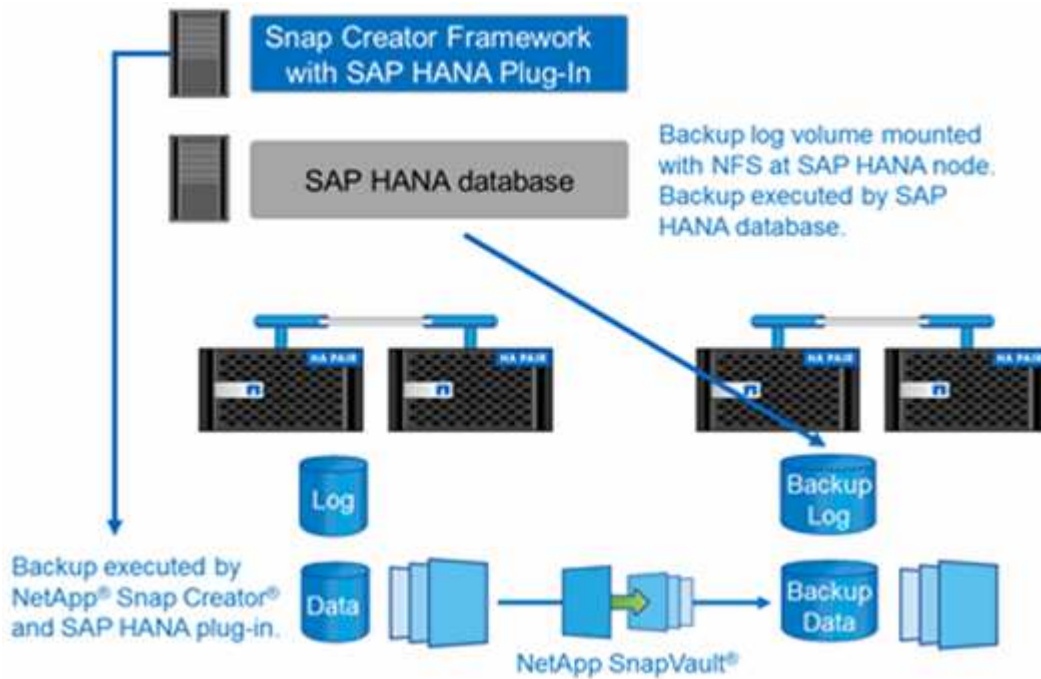 Snap Creator Framework
with SAP HANA Plug-In
SAP HANA database
Backup log volume mounted
with NFS at SAP HANA node.
Backup executed by SAP
HANA database.
HA PAIR
HA PAIR
HA PAIR
HA PAIR
Log
Backup
Log
Backup executed by
NetApp® Snap Creator®
and SAP HANA plug-in.
Data
Backup
Data
NetApp SnapVault®